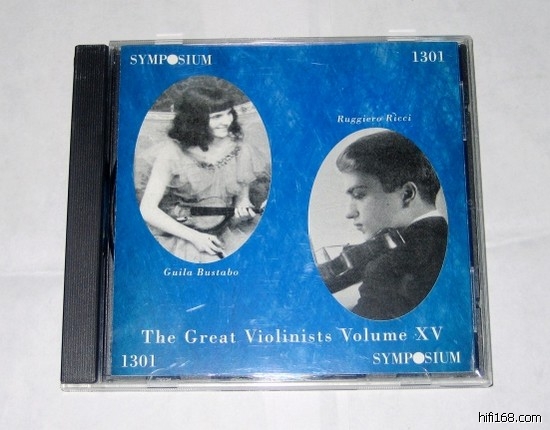 SYMPOSIUM
1301
Ruggiero Ricci
Guila Bustabo
The Great Violinists Volume XV
1301
SYMPOSIUM
hifi168.com